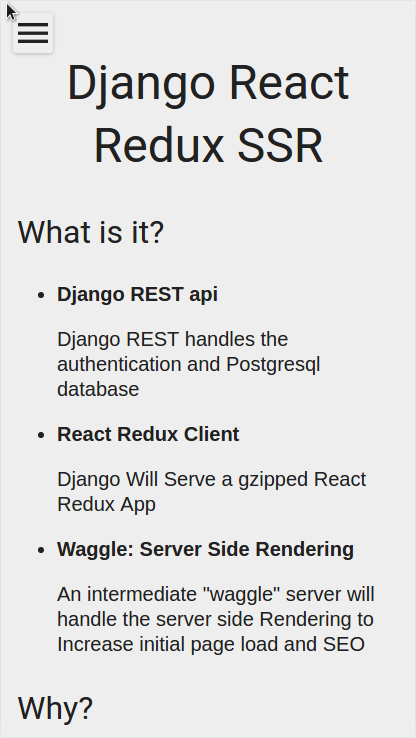 Django React
Redux SSR
What is it?
Django REST api
Django REST handles the
authentication and Postgresql
database
React Redux Client
Django Will Serve a gzipped React
Redux App
Waggle: Server Side Rendering
An intermediate "waggle" server will
handle the server side Rendering to
Increase initial page load and SEO
Why?